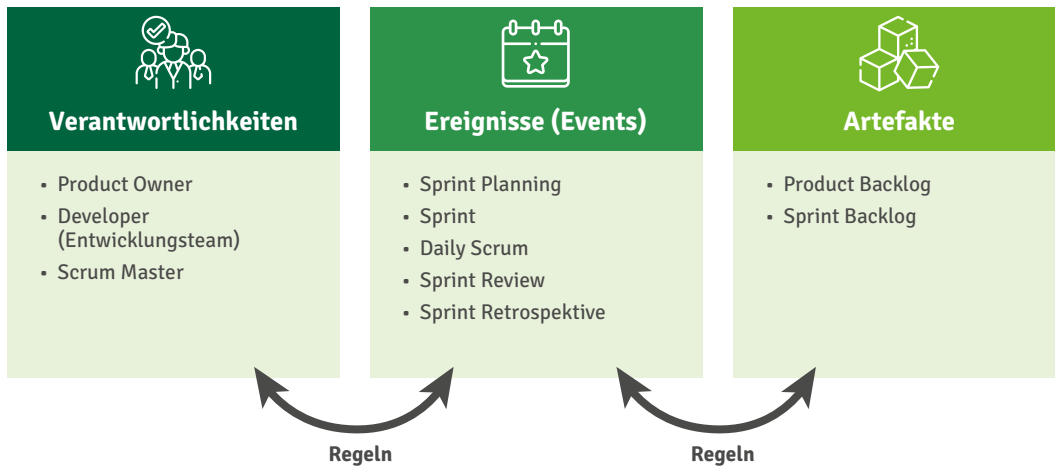 Verantwortlichkeiten
• Product Owner
• Developer
(Entwicklungsteam)
• Scrum Master
Ereignisse (Events)
• Sprint Planning
• Sprint
• Daily Scrum
• Sprint Review
• Sprint Retrospektive
Artefakte
• Product Backlog
• Sprint Backlog
Regeln
Regeln